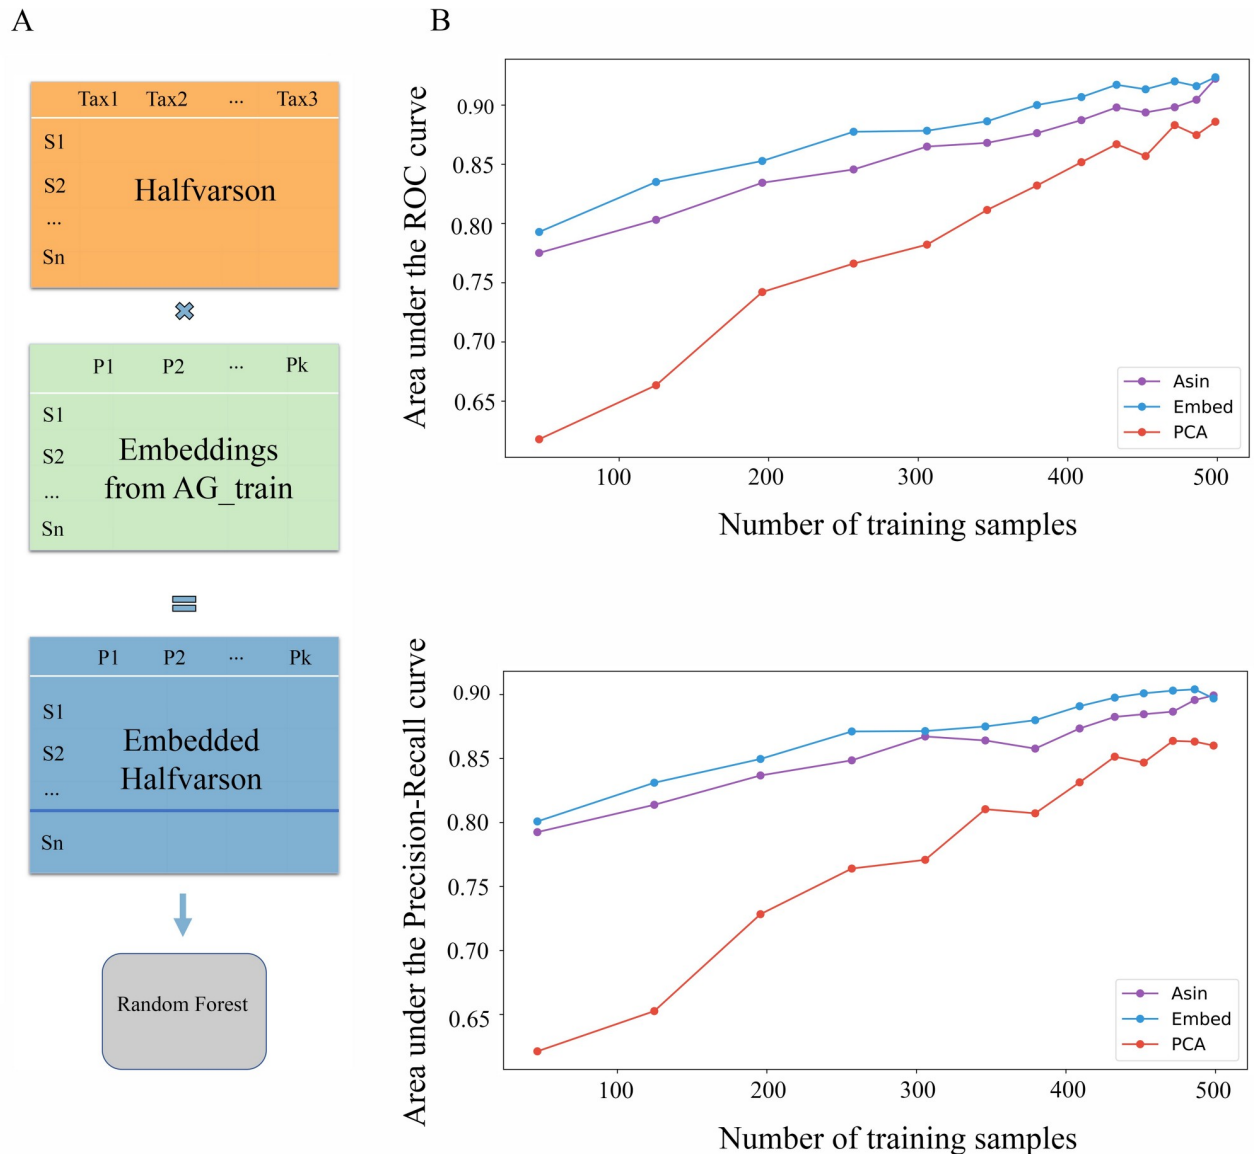 A
Tax1 Tax2 ... Tax3
S1
S2
...
Sn
Halfvarson
P1 P2 ... Pk
S1
S2
...
Sn
Embeddings
from AG_train
P1 P2 ... Pk
S1
S2
...
Sn
Embedded
Halfvarson
Random Forest
B
Area under the ROC curve
0.90
0.85
0.80
0.75
0.70
0.65
Asin
Embed
PCA
100 200 300 400 500
Number of training samples
Area under the Precision-Recall curve
0.90
0.85
0.80
0.75
0.70
0.65
Asin
Embed
PCA
100 200 300 400 500
Number of training samples